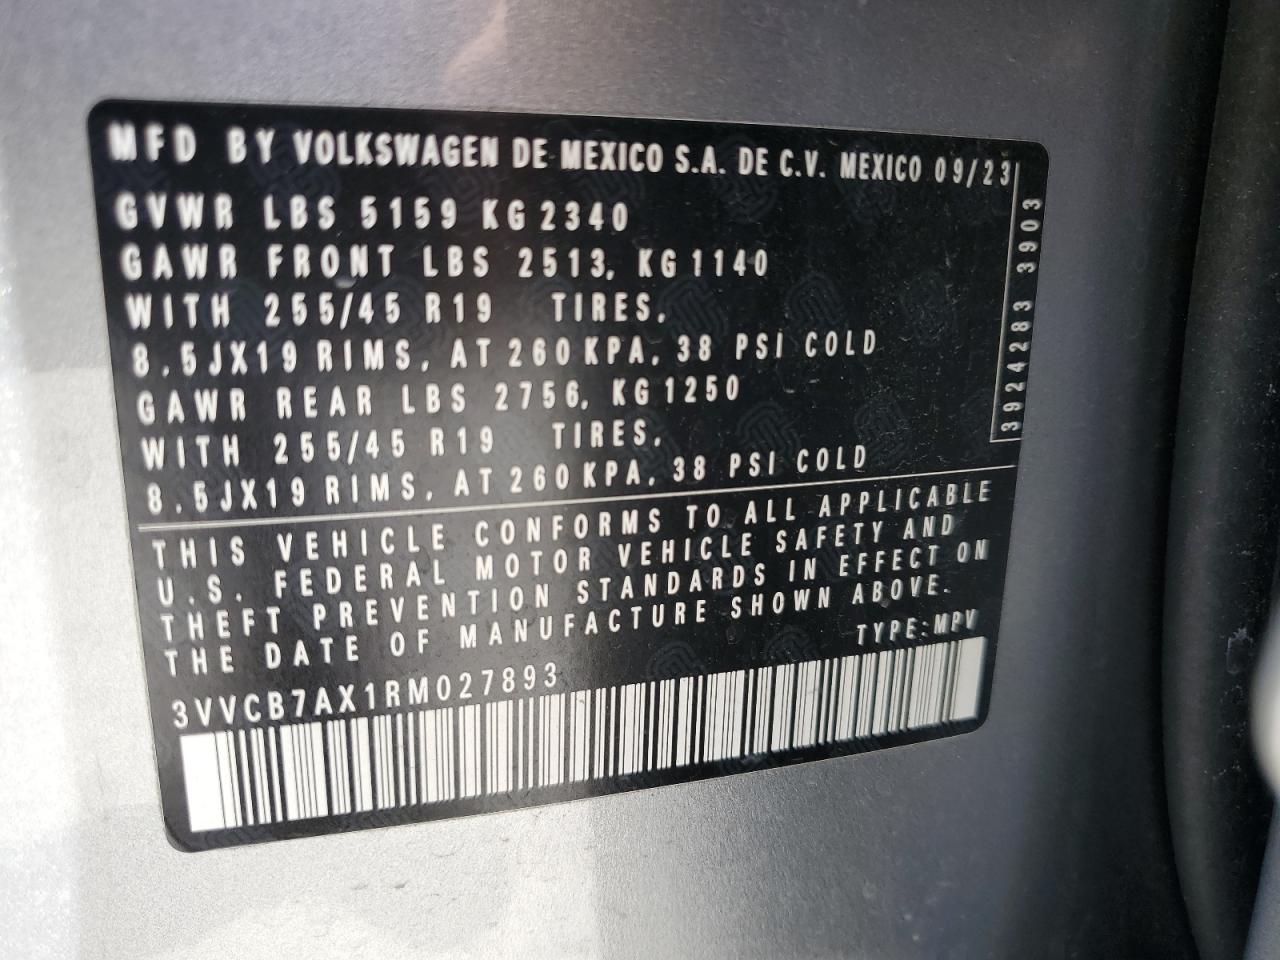 MFD BY VOLKSWAGEN DE MEXICO S.A. DE C.V. MEXICO 09/23
GVWR LBS 5159 KG 2340
GAWR FRONT LBS 2513, KG 1140
WITH 255/45 R19 TIRES,
8.5JX19 RIMS, AT 260 KPA, 38 PSI COLD
GAWR REAR LBS 2756, KG 1250
WITH 255/45 R19 TIRES,
8.5JX19 RIMS, AT 260 KPA, 38 PSI COLD
3924283 3903
THIS VEHICLE CONFORMS TO ALL APPLICABLE
U.S. FEDERAL MOTOR VEHICLE SAFETY AND
THEFT PREVENTION STANDARDS IN EFFECT ON
THE DATE OF MANUFACTURE SHOWN ABOVE.
TYPE:MPV
3VVCB7AX1RM027893